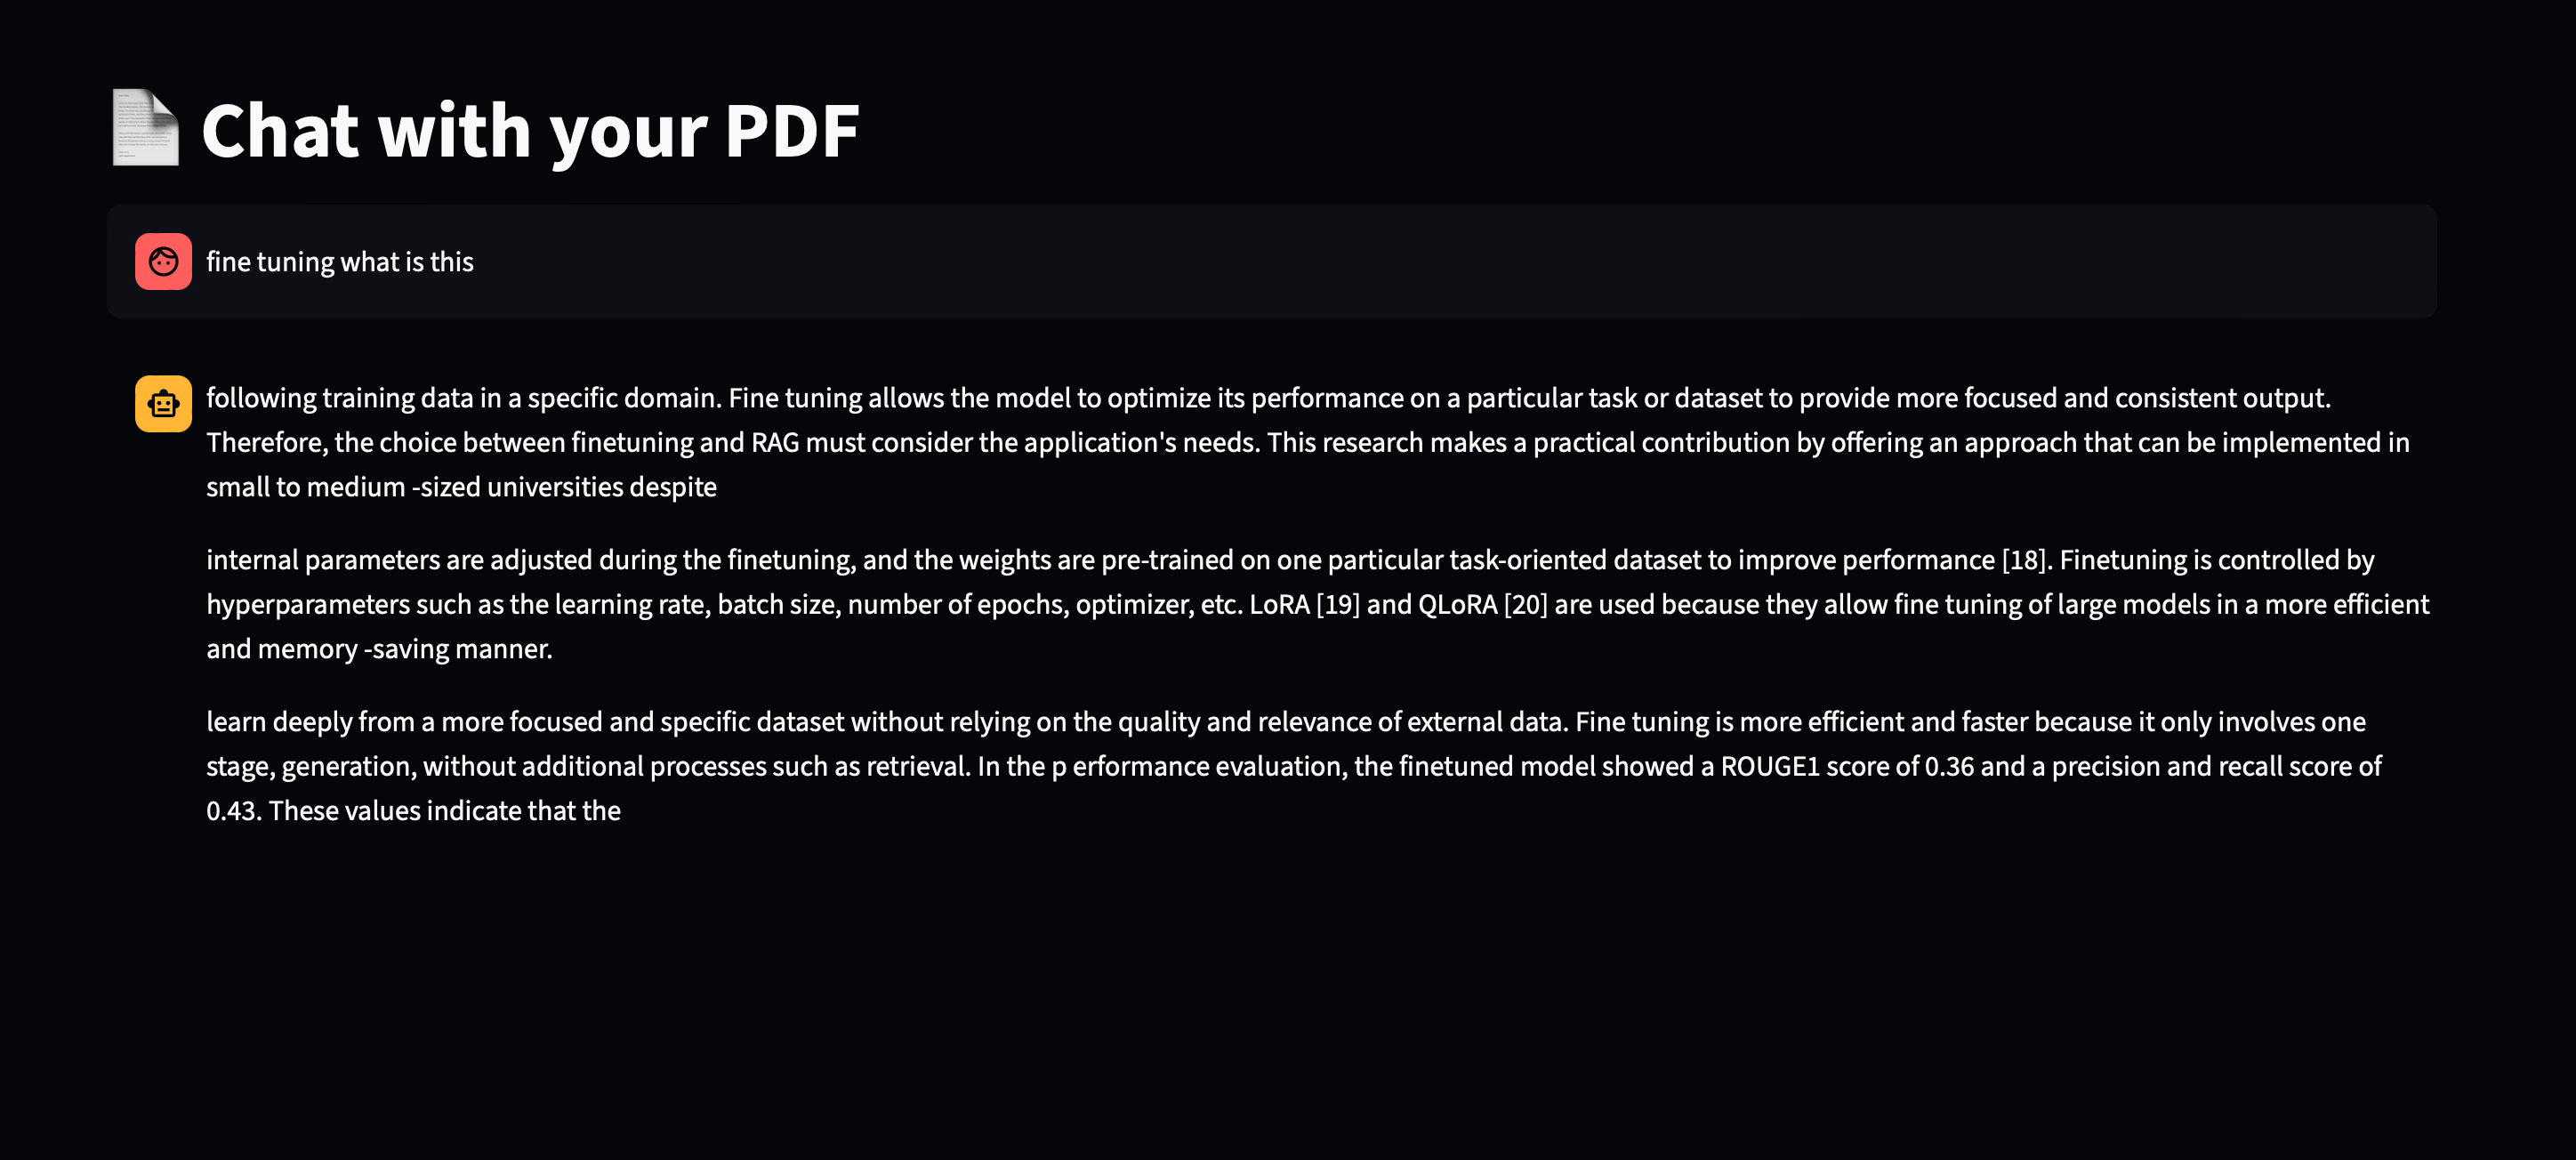 Chat with your PDF
fine tuning what is this
following training data in a specific domain. Fine tuning allows the model to optimize its performance on a particular task or dataset to provide more focused and consistent output.
Therefore, the choice between finetuning and RAG must consider the application's needs. This research makes a practical contribution by offering an approach that can be implemented in
small to medium -sized universities despite
internal parameters are adjusted during the finetuning, and the weights are pre-trained on one particular task-oriented dataset to improve performance [18]. Finetuning is controlled by
hyperparameters such as the learning rate, batch size, number of epochs, optimizer, etc. LoRA [19] and QLoRA [20] are used because they allow fine tuning of large models in a more efficient
and memory -saving manner.
learn deeply from a more focused and specific dataset without relying on the quality and relevance of external data. Fine tuning is more efficient and faster because it only involves one
stage, generation, without additional processes such as retrieval. In the p erformance evaluation, the finetuned model showed a ROUGE1 score of 0.36 and a precision and recall score of
0.43. These values indicate that the